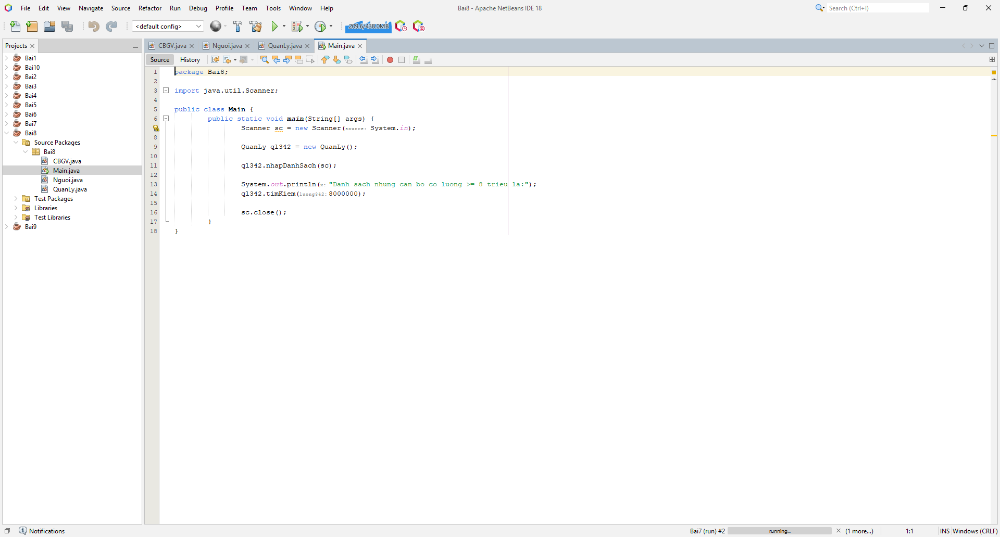 File Edit View Navigate Source Refactor Run Debug Profile Team Tools Window Help
Bai8 - Apache NetBeans IDE 18
Search (Ctrl+I)
<default config>
209.6/438.0MB
Projects
Bai1
Bai10
Bai2
Bai3
Bai4
Bai5
Bai6
Bai7
Bai8
Source Packages
Bai8
CBGV.java
Main.java
Nguoi.java
QuanLy.java
Test Packages
Libraries
Test Libraries
Bai9
CBGV.java Nguoi.java QuanLy.java Main.java
Source History
1 package Bai8;
2
3 import java.util.Scanner;
4
5 public class Main {
6 public static void main(String[] args) {
Scanner sc = new Scanner(source: System.in);
8
9 QuanLy ql342 = new QuanLy();
10
11 ql342.nhapDanhSach(sc);
12
13 System.out.println(x: "Danh sach nhung can bo co luong >= 8 trieu la:");
14 ql342.timKiem(luong342: 8000000);
15
16 sc.close();
17 }
18 }
Notifications
Bai7 (run) #2 running... (1 more...) 1:1 INS Windows (CRLF)